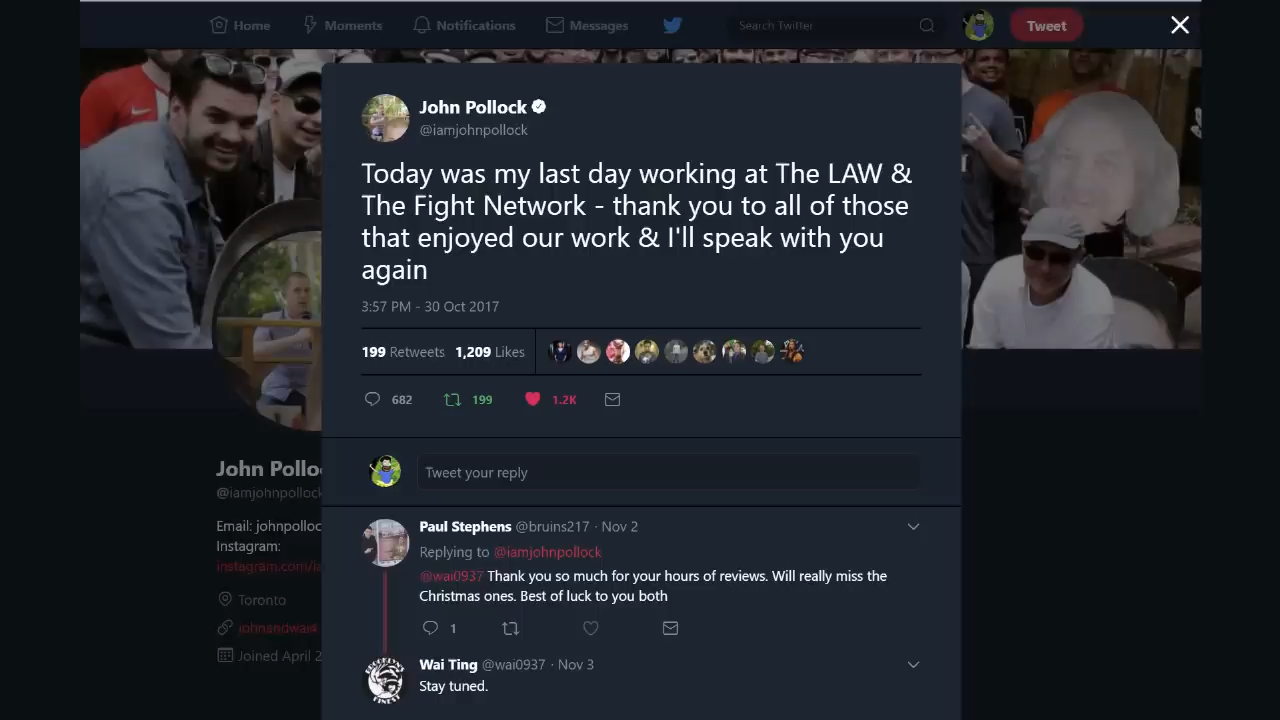 Home Moments Notifications Messages Search Twitter Tweet
John Pollock
@iamjohnpollock
Today was my last day working at The LAW &
The Fight Network - thank you to all of those
that enjoyed our work & I'll speak with you
again
3:57 PM - 30 Oct 2017
199 Retweets 1,209 Likes
682 199 1.2K
Tweet your reply
Paul Stephens @bruins217 · Nov 2
Replying to @iamjohnpollock
@wai0937 Thank you so much for your hours of reviews. Will really miss the
Christmas ones. Best of luck to you both
1
Wai Ting @wai0937 · Nov 3
Stay tuned.
John Pollo
@iamjohnpollock
Email: johnpolloc
Instagram:
instagram.com/ia
Toronto
johnandwai
Joined April 2